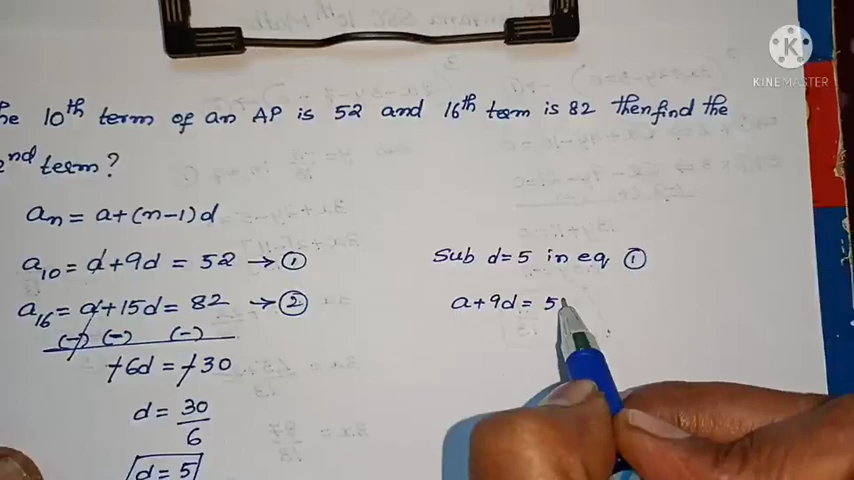 10th term of an AP is 52 and 16th term is 82 then find the
nd term?
an = a+(n-1)d
a10 = a+9d = 52 → ①
a16 = a+15d = 82 → ②
(-) (-) (-)
-6d = -30
d = 30/6
d = 5
Sub d=5 in eq ①
a+9d = 5
KINEMASTER